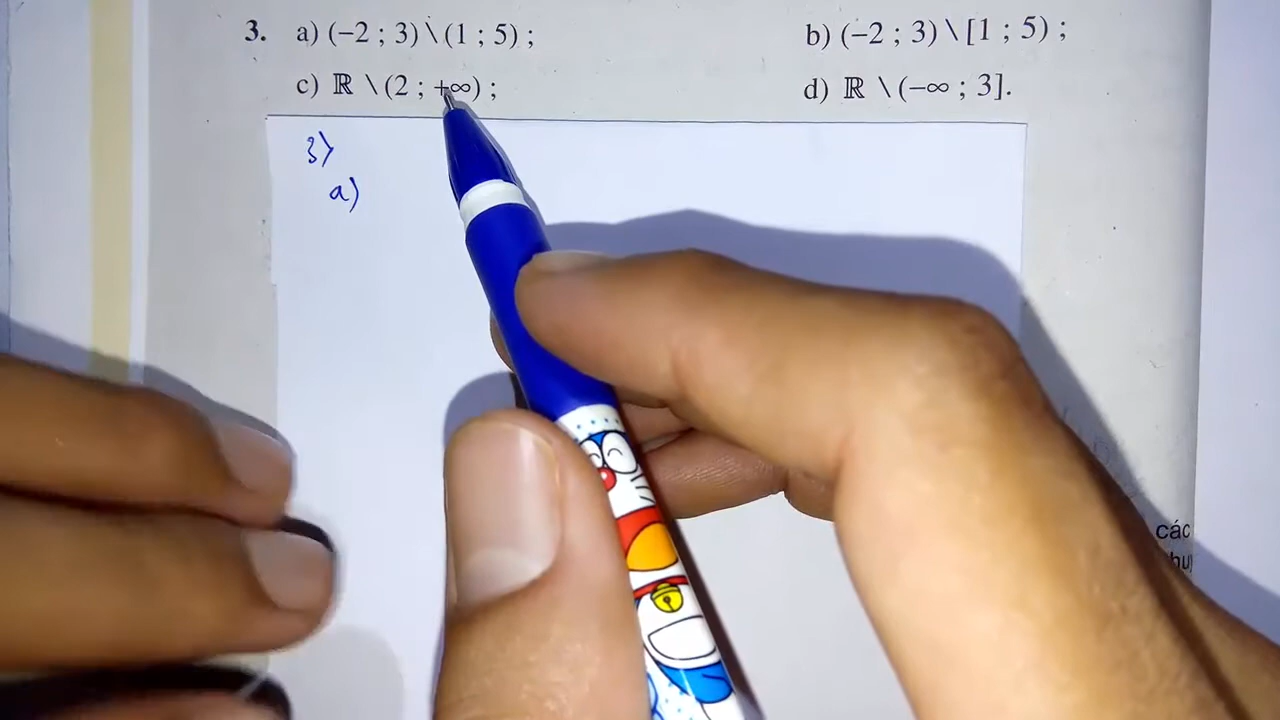 3. a) (−2 ; 3) \ (1 ; 5) ; b) (−2 ; 3) \ [1 ; 5) ;
c) ℝ \ (2 ; +∞) ; d) ℝ \ (−∞ ; 3].
3)
a)
các